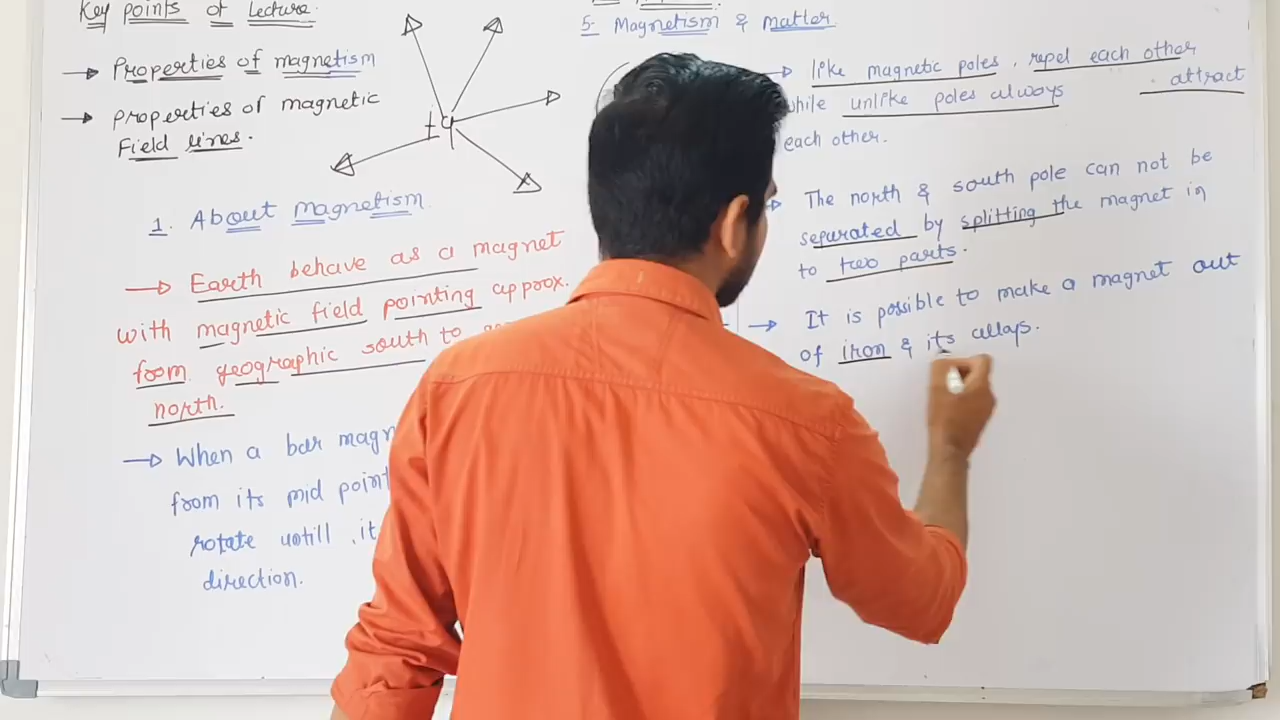 Key points of Lecture.
→ Properties of magnetism
→ properties of magnetic
Field lines.
+q
1. About magnetism.
→ Earth behave as a magnet
with magnetic field pointing approx.
from geographic south to
north.
→ When a bar magn
from its mid point
rotate untill it
direction.
5. Magnetism & matter
like magnetic poles, repel each other
while unlike poles always attract
each other.
The north & south pole can not be
separated by splitting the magnet in
to two parts.
→ It is possible to make a magnet out
of iron & its allays.